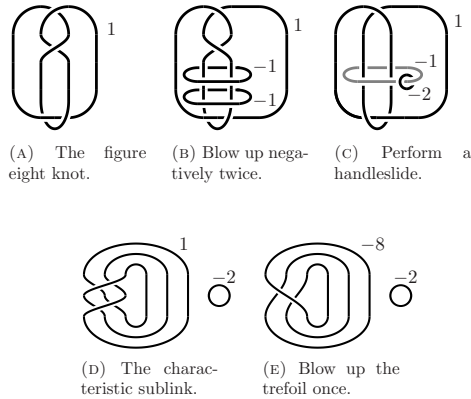 1
1
−1
−1
1
−1
−2
(A) The figure
eight knot.
(B) Blow up nega-
tively twice.
(C) Perform a
handleslide.
1
−2
−8
−2
(D) The charac-
teristic sublink.
(E) Blow up the
trefoil once.